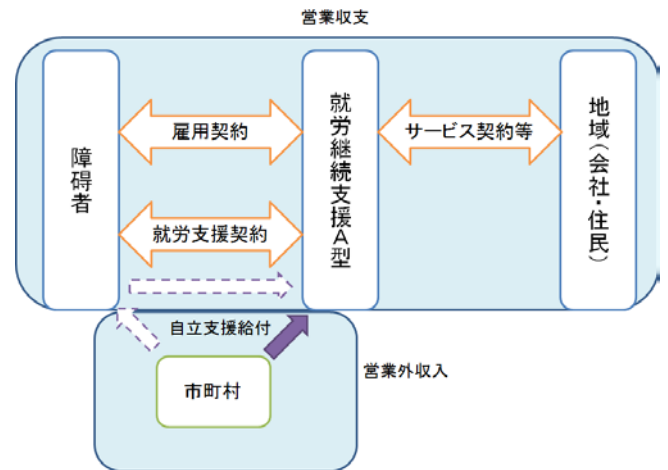 営業収支
障碍者
雇用契約
就労支援契約
就労継続支援A型
サービス契約等
地域(会社・住民)
自立支援給付
市町村
営業外収入